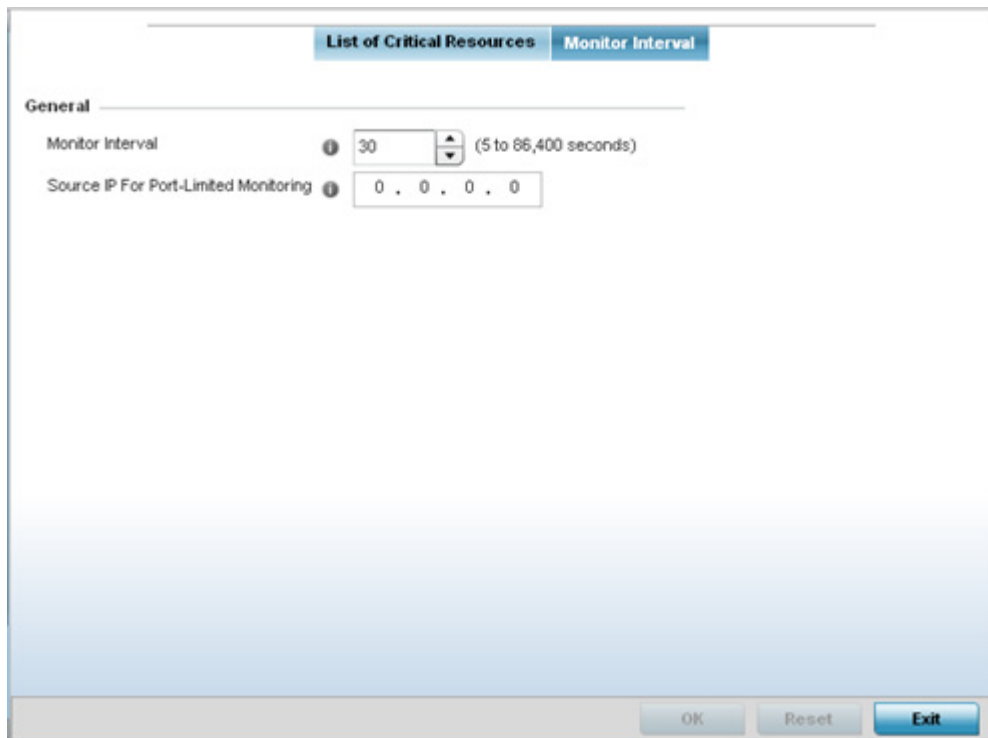 List of Critical Resources Monitor Interval
General
Monitor Interval 30 (5 to 86,400 seconds)
Source IP For Port-Limited Monitoring 0 . 0 . 0 . 0
OK Reset Exit